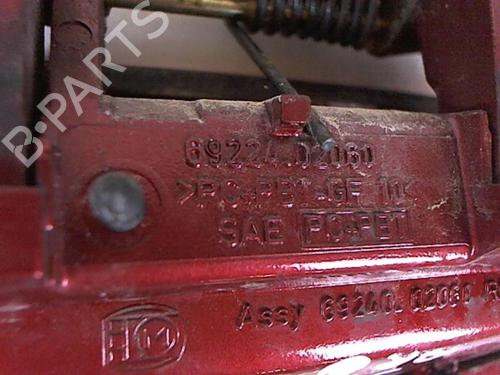 B-PARTS
69224.02060
>PC-PBT-GF 10<
SAE PC-PBT
Assy 69240.02060 R